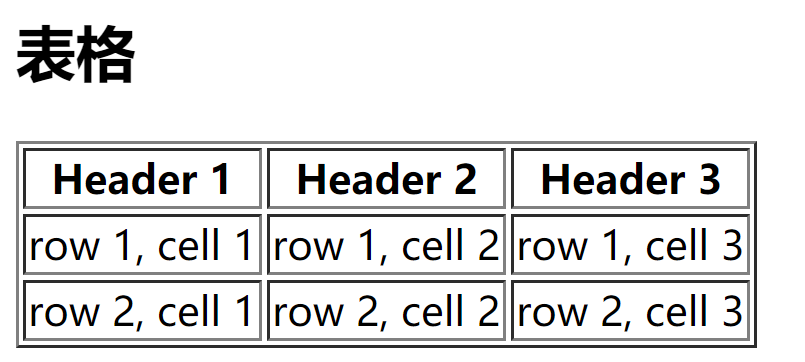 表格
Header 1 Header 2 Header 3
row 1, cell 1 row 1, cell 2 row 1, cell 3
row 2, cell 1 row 2, cell 2 row 2, cell 3